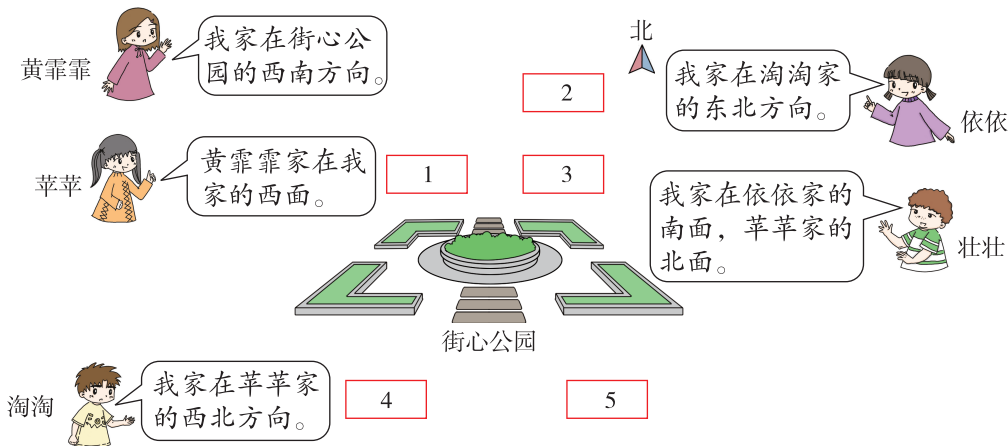 黄霏霏
我家在街心公
园的西南方向。
北
2
我家在淘淘家
的东北方向。
依依
苹苹
黄霏霏家在我
家的西面。
1
3
我家在依依家的
南面，苹苹家的
北面。
壮壮
街心公园
淘淘
我家在苹苹家
的西北方向。
4
5